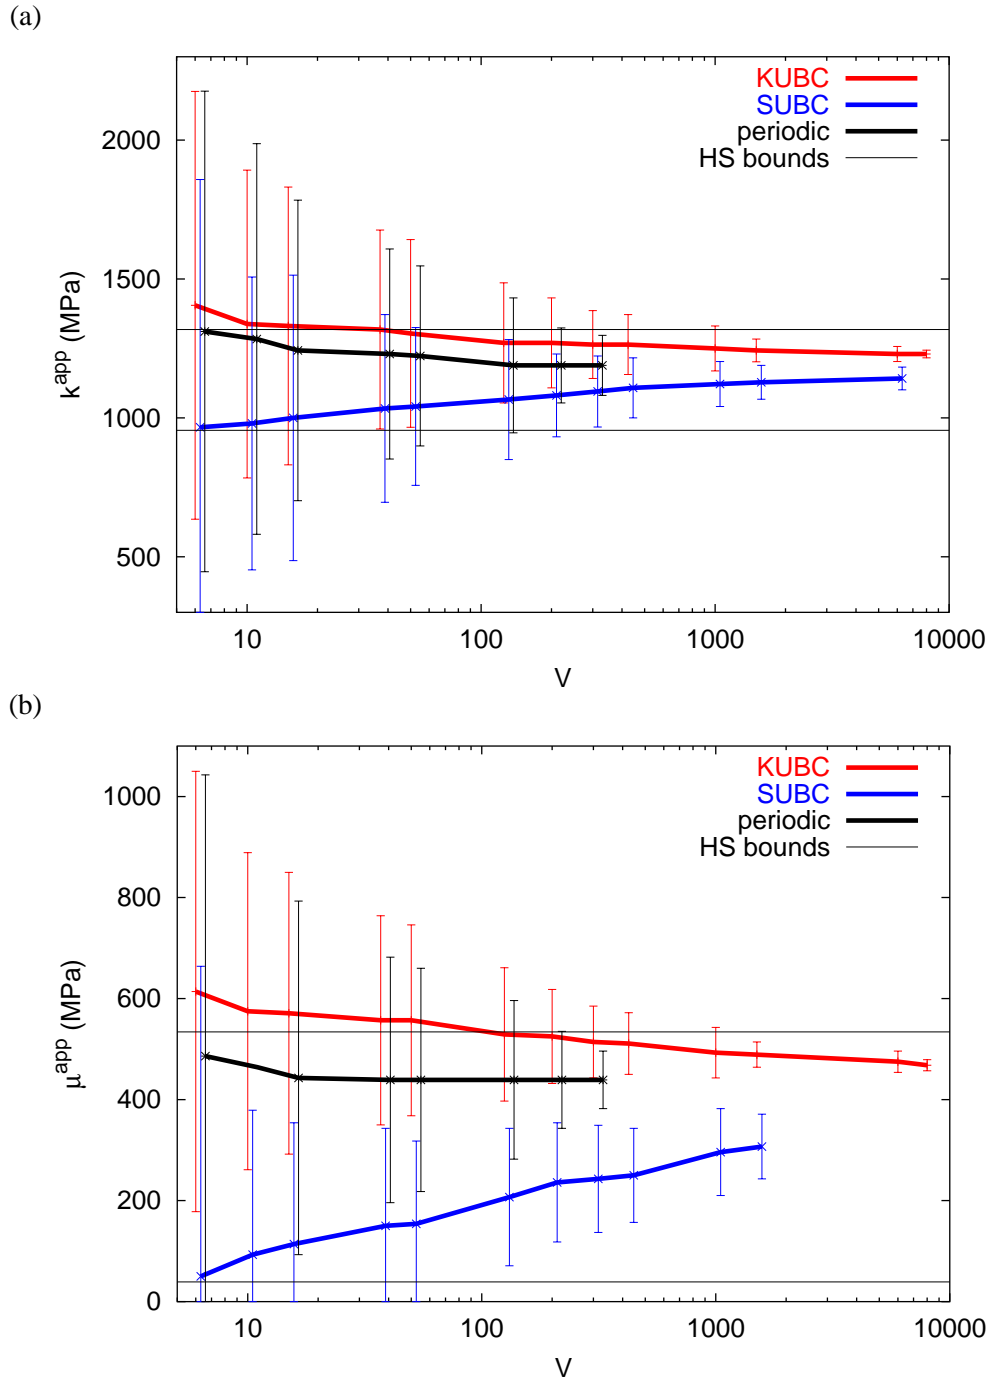 (a)
KUBC
SUBC
periodic
HS bounds
2000
1500
1000
500
k^app (MPa)
10 100 1000 10000
V
(b)
KUBC
SUBC
periodic
HS bounds
1000
800
600
400
200
0
μ^app (MPa)
10 100 1000 10000
V